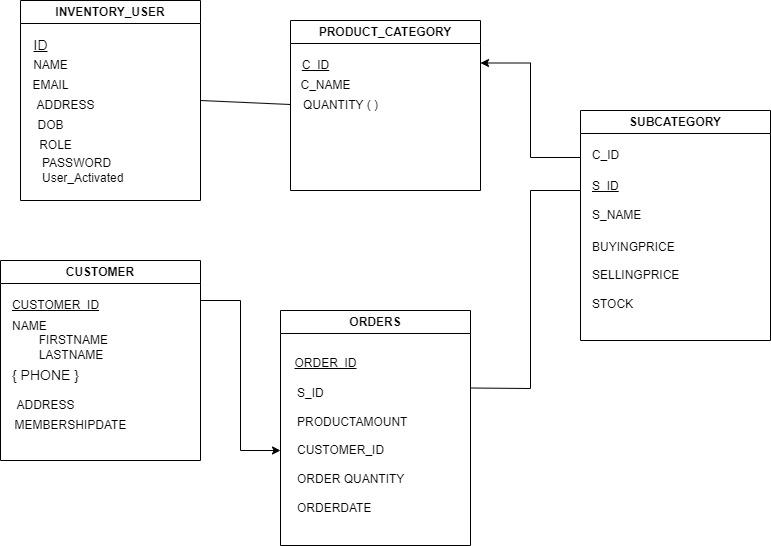 INVENTORY_USER
ID
NAME
EMAIL
ADDRESS
DOB
ROLE
PASSWORD
User_Activated
PRODUCT_CATEGORY
C_ID
C_NAME
QUANTITY ( )
SUBCATEGORY
C_ID
S_ID
S_NAME
BUYINGPRICE
SELLINGPRICE
STOCK
CUSTOMER
CUSTOMER_ID
NAME
FIRSTNAME
LASTNAME
{ PHONE }
ADDRESS
MEMBERSHIPDATE
ORDERS
ORDER_ID
S_ID
PRODUCTAMOUNT
CUSTOMER_ID
ORDER QUANTITY
ORDERDATE